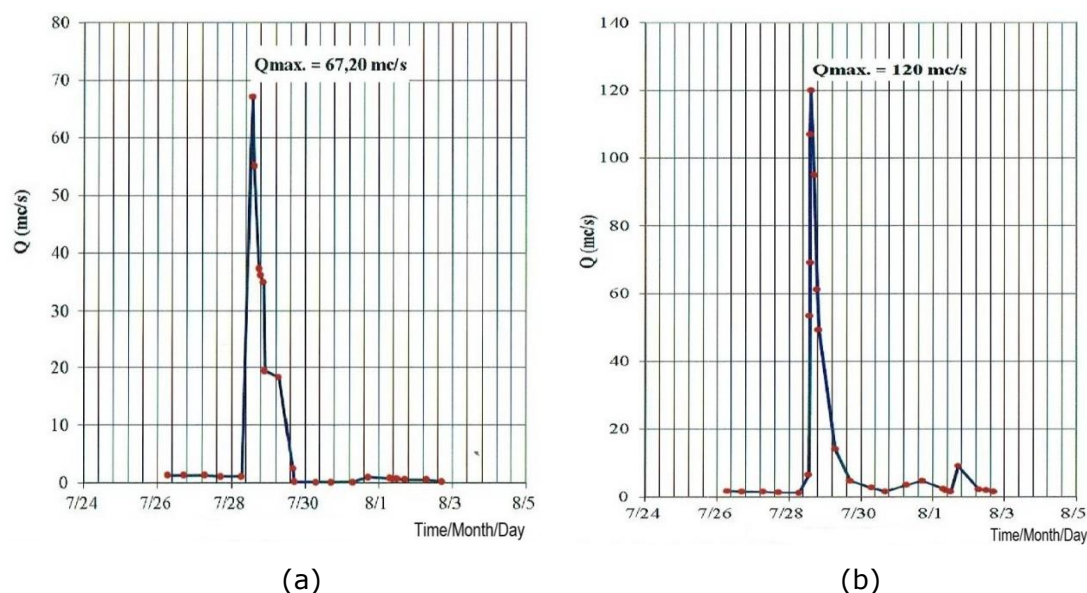 80
70
60
50
40
30
20
10
0
Q (mc/s)
Qmax. = 67,20 mc/s
7/24 7/26 7/28 7/30 8/1 8/3 8/5
Time/Month/Day
(a)
140
120
100
80
60
40
20
0
Q (mc/s)
Qmax. = 120 mc/s
7/24 7/26 7/28 7/30 8/1 8/3 8/5
Time/Month/Day
(b)